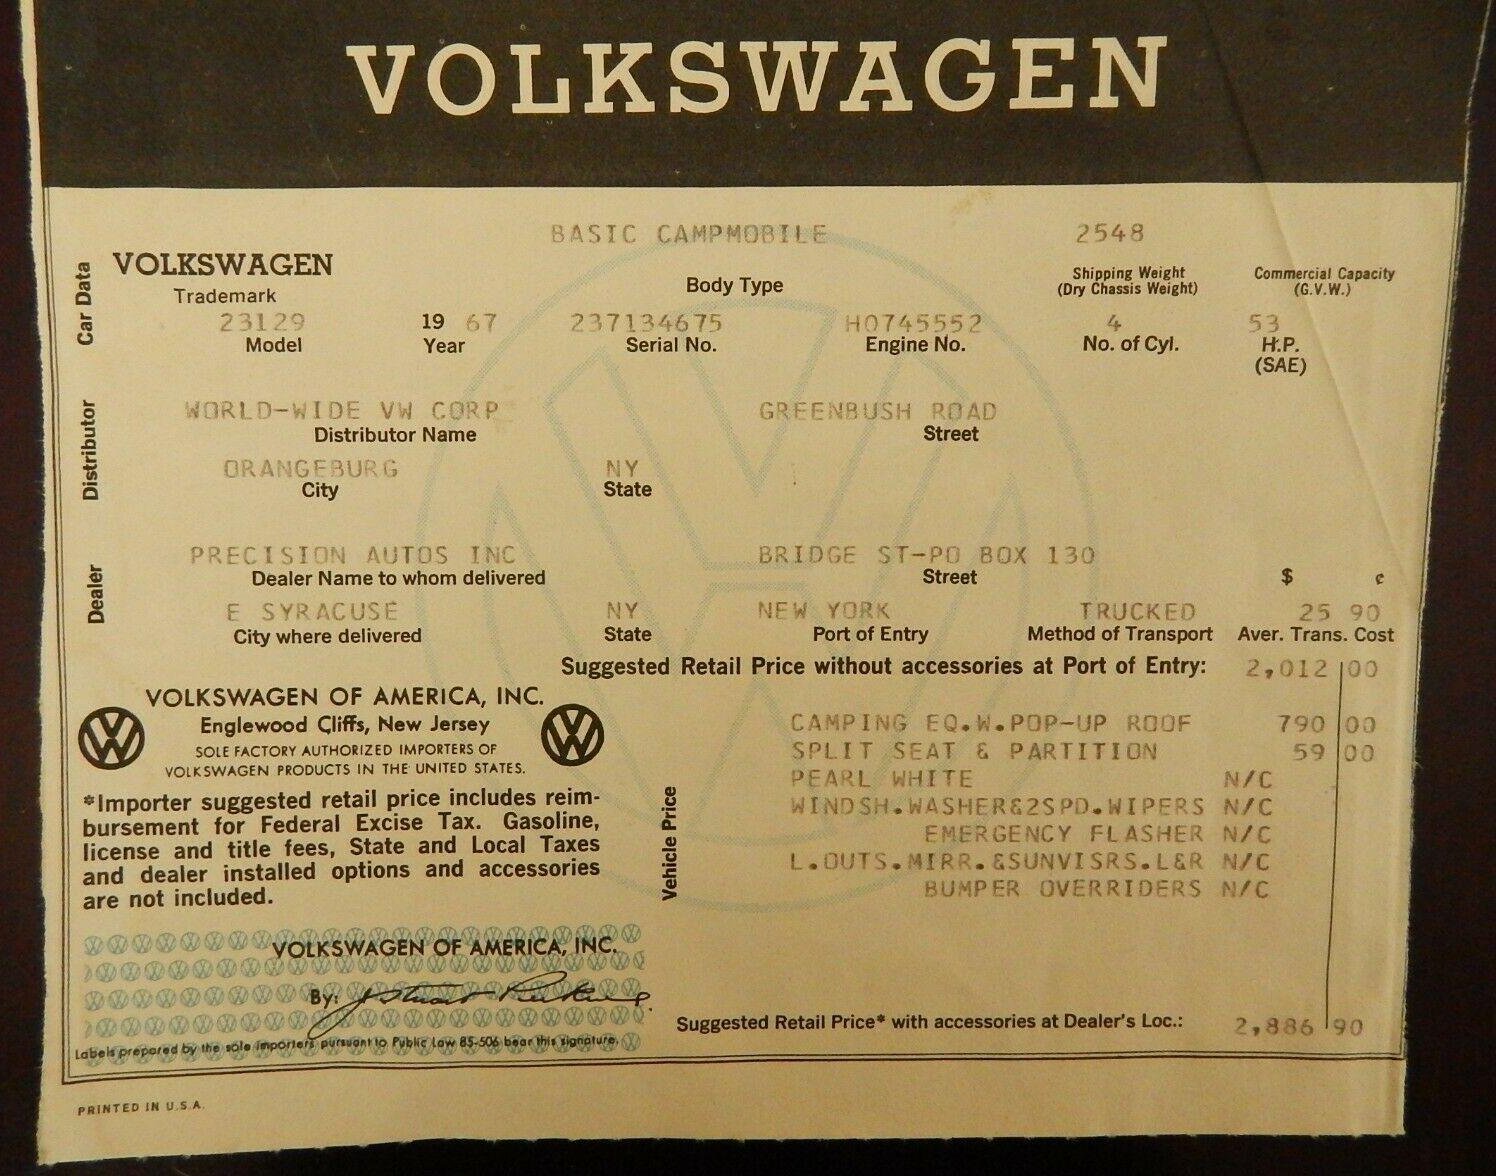 VOLKSWAGEN
BASIC CAMPMOBILE 2548
VOLKSWAGEN
Trademark
Body Type
Shipping Weight
(Dry Chassis Weight)
Commercial Capacity
(G.V.W.)
Car Data
23129 19 67 237134675 H0745552 4 53
Model Year Serial No. Engine No. No. of Cyl. H.P.
(SAE)
Distributor
WORLD-WIDE VW CORP GREENBUSH ROAD
Distributor Name Street
ORANGEBURG NY
City State
Dealer
PRECISION AUTOS INC BRIDGE ST-PO BOX 130
Dealer Name to whom delivered Street $ ¢
E SYRACUSE NY NEW YORK TRUCKED 25 90
City where delivered State Port of Entry Method of Transport Aver. Trans. Cost
Suggested Retail Price without accessories at Port of Entry: 2,012 00
VOLKSWAGEN OF AMERICA, INC.
Englewood Cliffs, New Jersey
SOLE FACTORY AUTHORIZED IMPORTERS OF
VOLKSWAGEN PRODUCTS IN THE UNITED STATES.
*Importer suggested retail price includes reim-
bursement for Federal Excise Tax. Gasoline,
license and title fees, State and Local Taxes
and dealer installed options and accessories
are not included.
Vehicle Price
CAMPING EQ.W.POP-UP ROOF 790 00
SPLIT SEAT & PARTITION 59 00
PEARL WHITE N/C
WINDSH.WASHER&2SPD.WIPERS N/C
EMERGENCY FLASHER N/C
L.OUTS.MIRR.&SUNVISRS.L&R N/C
BUMPER OVERRIDERS N/C
VOLKSWAGEN OF AMERICA, INC.
By:
Labels prepared by the sole importers pursuant to Public Law 85-506 bear this signature.
Suggested Retail Price* with accessories at Dealer's Loc.: 2,886 90
PRINTED IN U.S.A.